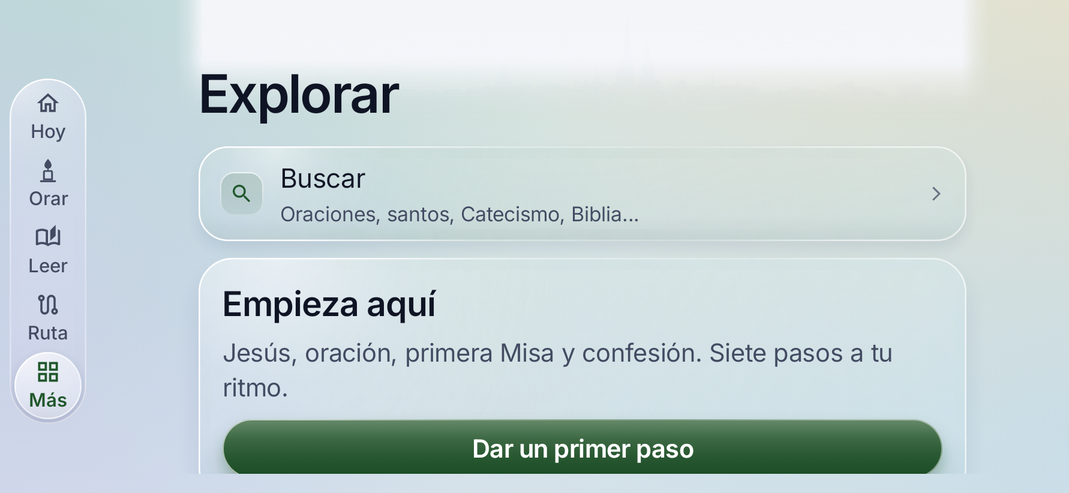 Explorar
Hoy
Orar
Leer
Ruta
Más
Buscar
Oraciones, santos, Catecismo, Biblia...
Empieza aquí
Jesús, oración, primera Misa y confesión. Siete pasos a tu
ritmo.
Dar un primer paso